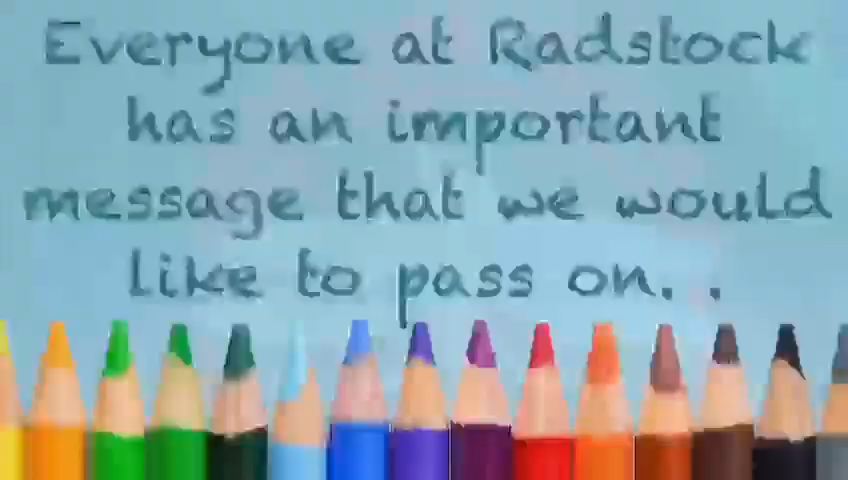 Everyone at Radstock
has an important
message that we would
like to pass on. .